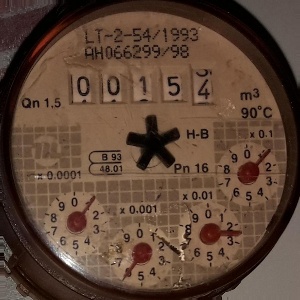 LT-2-54/1993
AH066299/98
00154
Qn 1,5
m3
90°C
H-B
x 0.1
B 93
48.01
Pn 16
x 0.0001
x 0.001
x 0.01